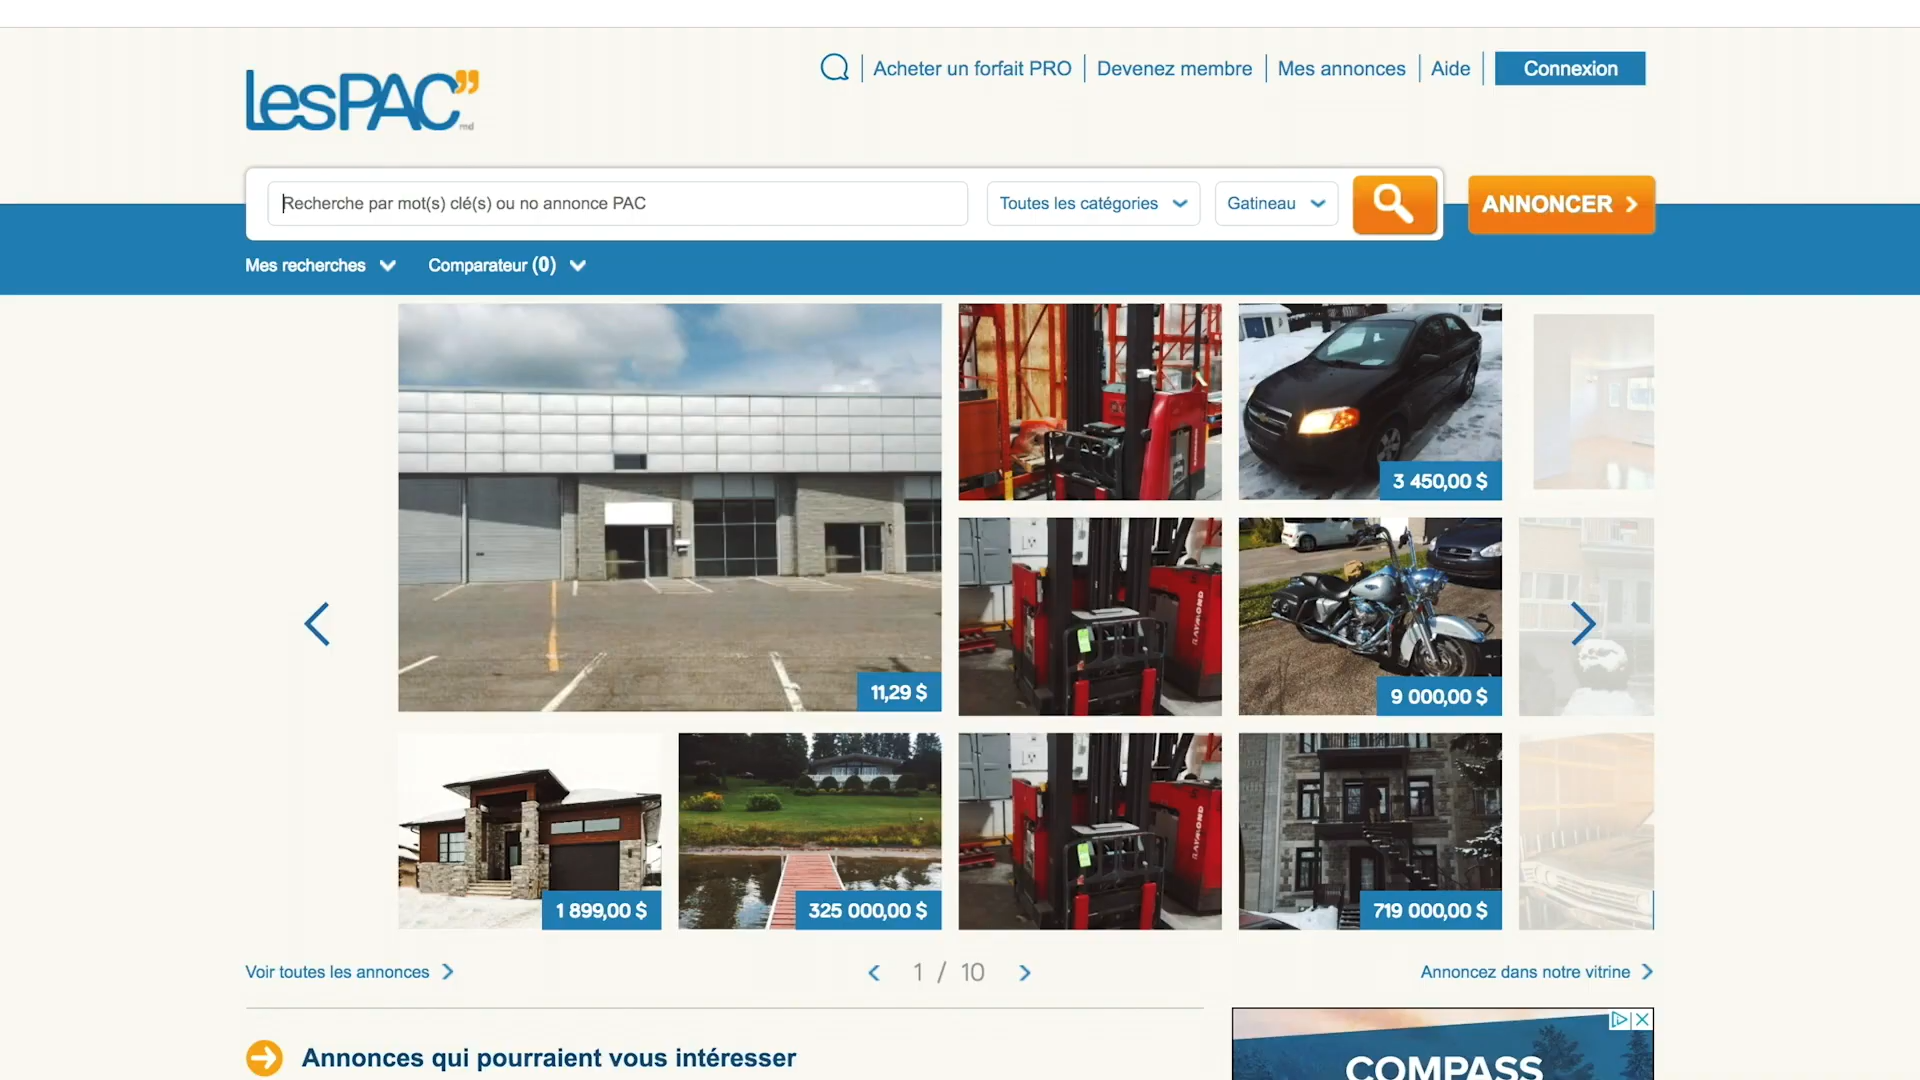 Acheter un forfait PRO
Devenez membre
Mes annonces
Aide
Connexion
lesPAC
md
Recherche par mot(s) clé(s) ou no annonce PAC
Toutes les catégories
Gatineau
ANNONCER
Mes recherches
Comparateur (0)
3 450,00 $
RAYMOND
9 000,00 $
11,29 $
RAYMOND
1 899,00 $
325 000,00 $
719 000,00 $
Voir toutes les annonces
1 / 10
Annoncez dans notre vitrine
Annonces qui pourraient vous intéresser
COMPASS